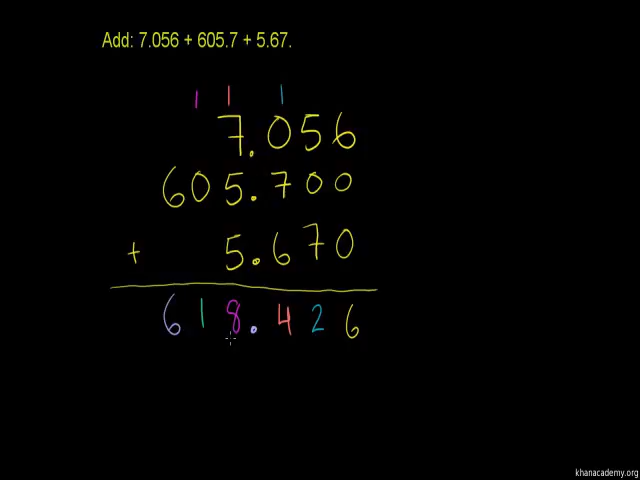 Add: 7.056 + 605.7 + 5.67.
1 1 1
7.056
605.700
+ 5.670
618.426
khanacademy.org